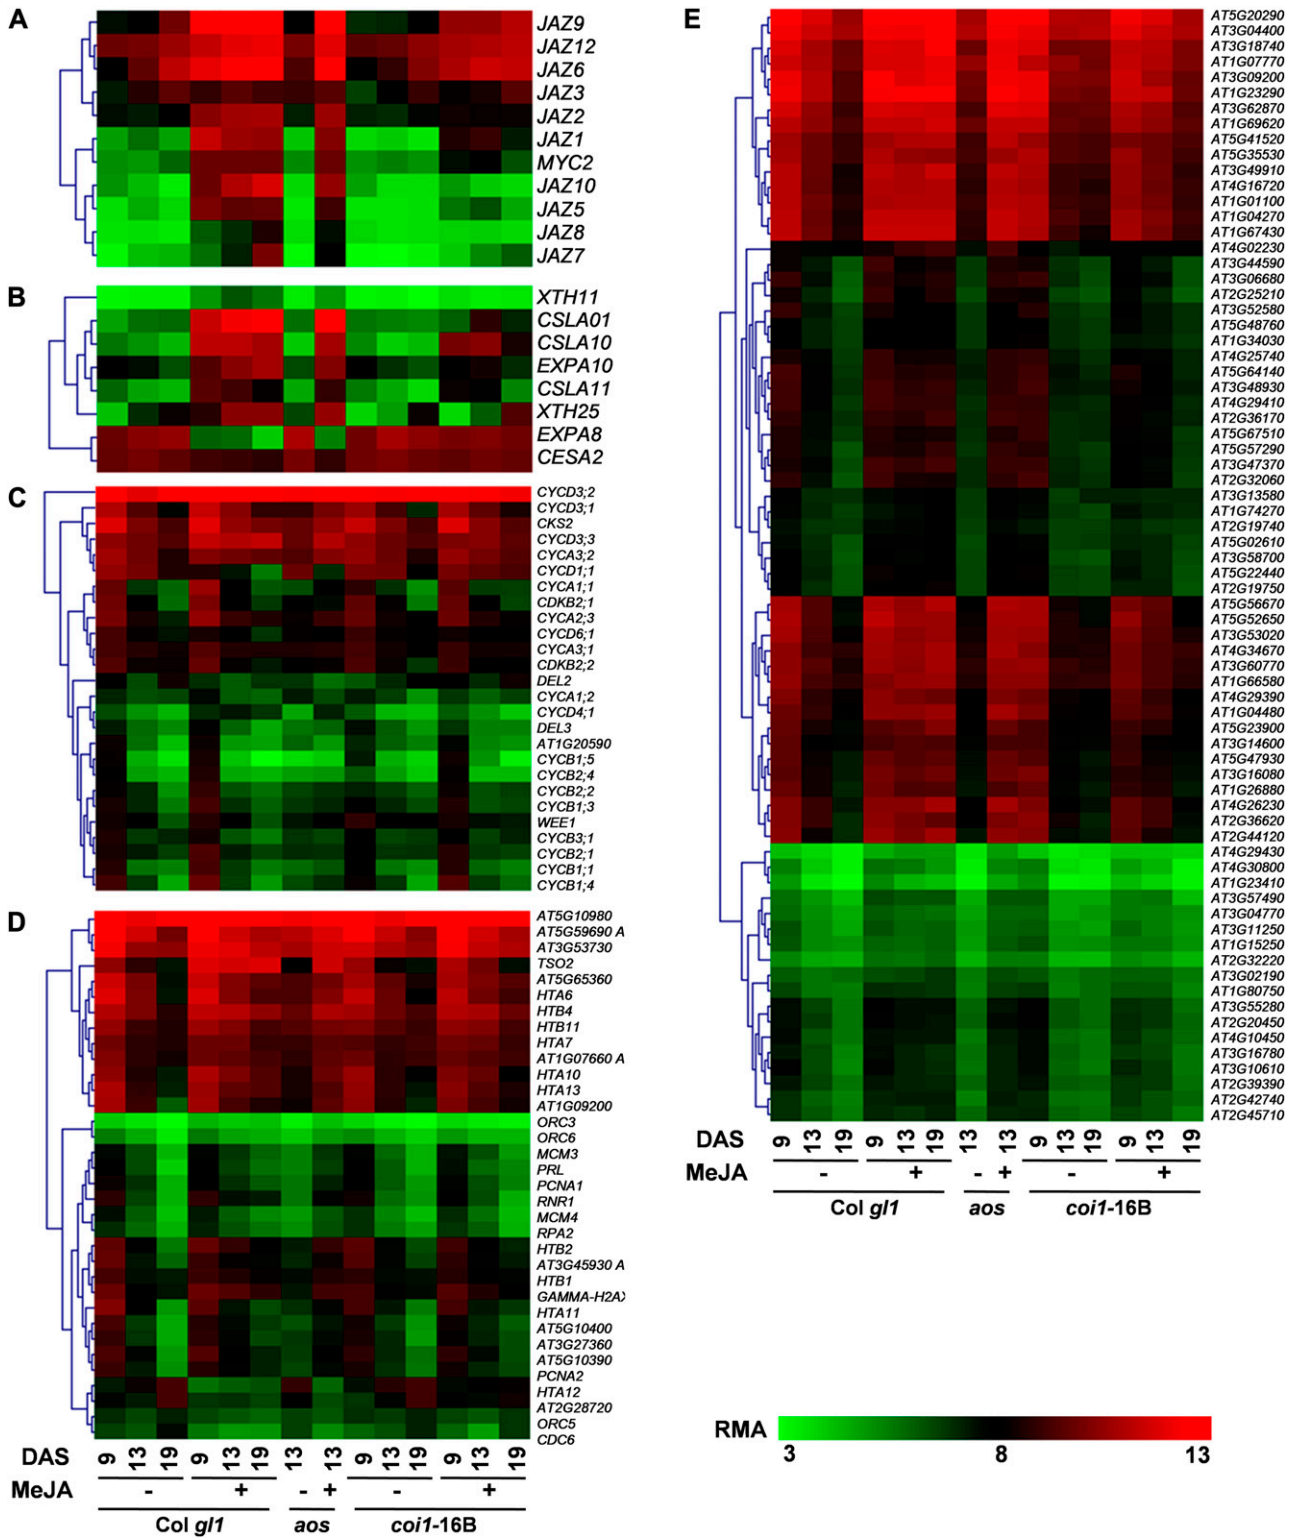 A
JAZ9
JAZ12
JAZ6
JAZ3
JAZ2
JAZ1
MYC2
JAZ10
JAZ5
JAZ8
JAZ7
B
XTH11
CSLA01
CSLA10
EXPA10
CSLA11
XTH25
EXPA8
CESA2
C
CYCD3;2
CYCD3;1
CKS2
CYCD3;3
CYCA3;2
CYCD1;1
CYCA1;1
CDKB2;1
CYCA2;3
CYCD6;1
CYCA3;1
CDKB2;2
DEL2
CYCA1;2
CYCD4;1
DEL3
AT1G20590
CYCB1;5
CYCB2;4
CYCB2;2
CYCB1;3
WEE1
CYCB3;1
CYCB2;1
CYCB1;1
CYCB1;4
D
AT5G10980
AT5G59690 A
AT3G53730
TSO2
AT5G65360
HTA6
HTB4
HTB11
HTA7
AT1G07660 A
HTA10
HTA13
AT1G09200
ORC3
ORC6
MCM3
PRL
PCNA1
RNR1
MCM4
RPA2
HTB2
AT3G45930 A
HTB1
GAMMA-H2AX
HTA11
AT5G10400
AT3G27360
AT5G10390
PCNA2
HTA12
AT2G28720
ORC5
CDC6
DAS 9 13 19 9 13 19 13 13 9 13 19 9 13 19
MeJA - + - + - +
Col gl1 aos coi1-16B
E
AT5G20290
AT3G04400
AT3G18740
AT1G07770
AT3G09200
AT1G23290
AT3G62870
AT1G69620
AT5G41520
AT5G35530
AT3G49910
AT4G16720
AT1G01100
AT1G04270
AT1G67430
AT4G02230
AT3G44590
AT3G06680
AT2G25210
AT3G52580
AT5G48760
AT1G34030
AT4G25740
AT5G64140
AT3G48930
AT4G29410
AT2G36170
AT5G67510
AT5G57290
AT3G47370
AT2G32060
AT3G13580
AT1G74270
AT2G19740
AT5G02610
AT3G58700
AT5G22440
AT2G19750
AT5G56670
AT5G52650
AT3G53020
AT4G34670
AT3G60770
AT1G66580
AT4G29390
AT1G04480
AT5G23900
AT3G14600
AT5G47930
AT3G16080
AT1G26880
AT4G26230
AT2G36620
AT2G44120
AT4G29430
AT4G30800
AT1G23410
AT3G57490
AT3G04770
AT3G11250
AT1G15250
AT2G32220
AT3G02190
AT1G80750
AT3G55280
AT2G20450
AT4G10450
AT3G16780
AT3G10610
AT2G39390
AT2G42740
AT2G45710
DAS 9 13 19 9 13 19 13 13 9 13 19 9 13 19
MeJA - + - + - +
Col gl1 aos coi1-16B
RMA
3 8 13